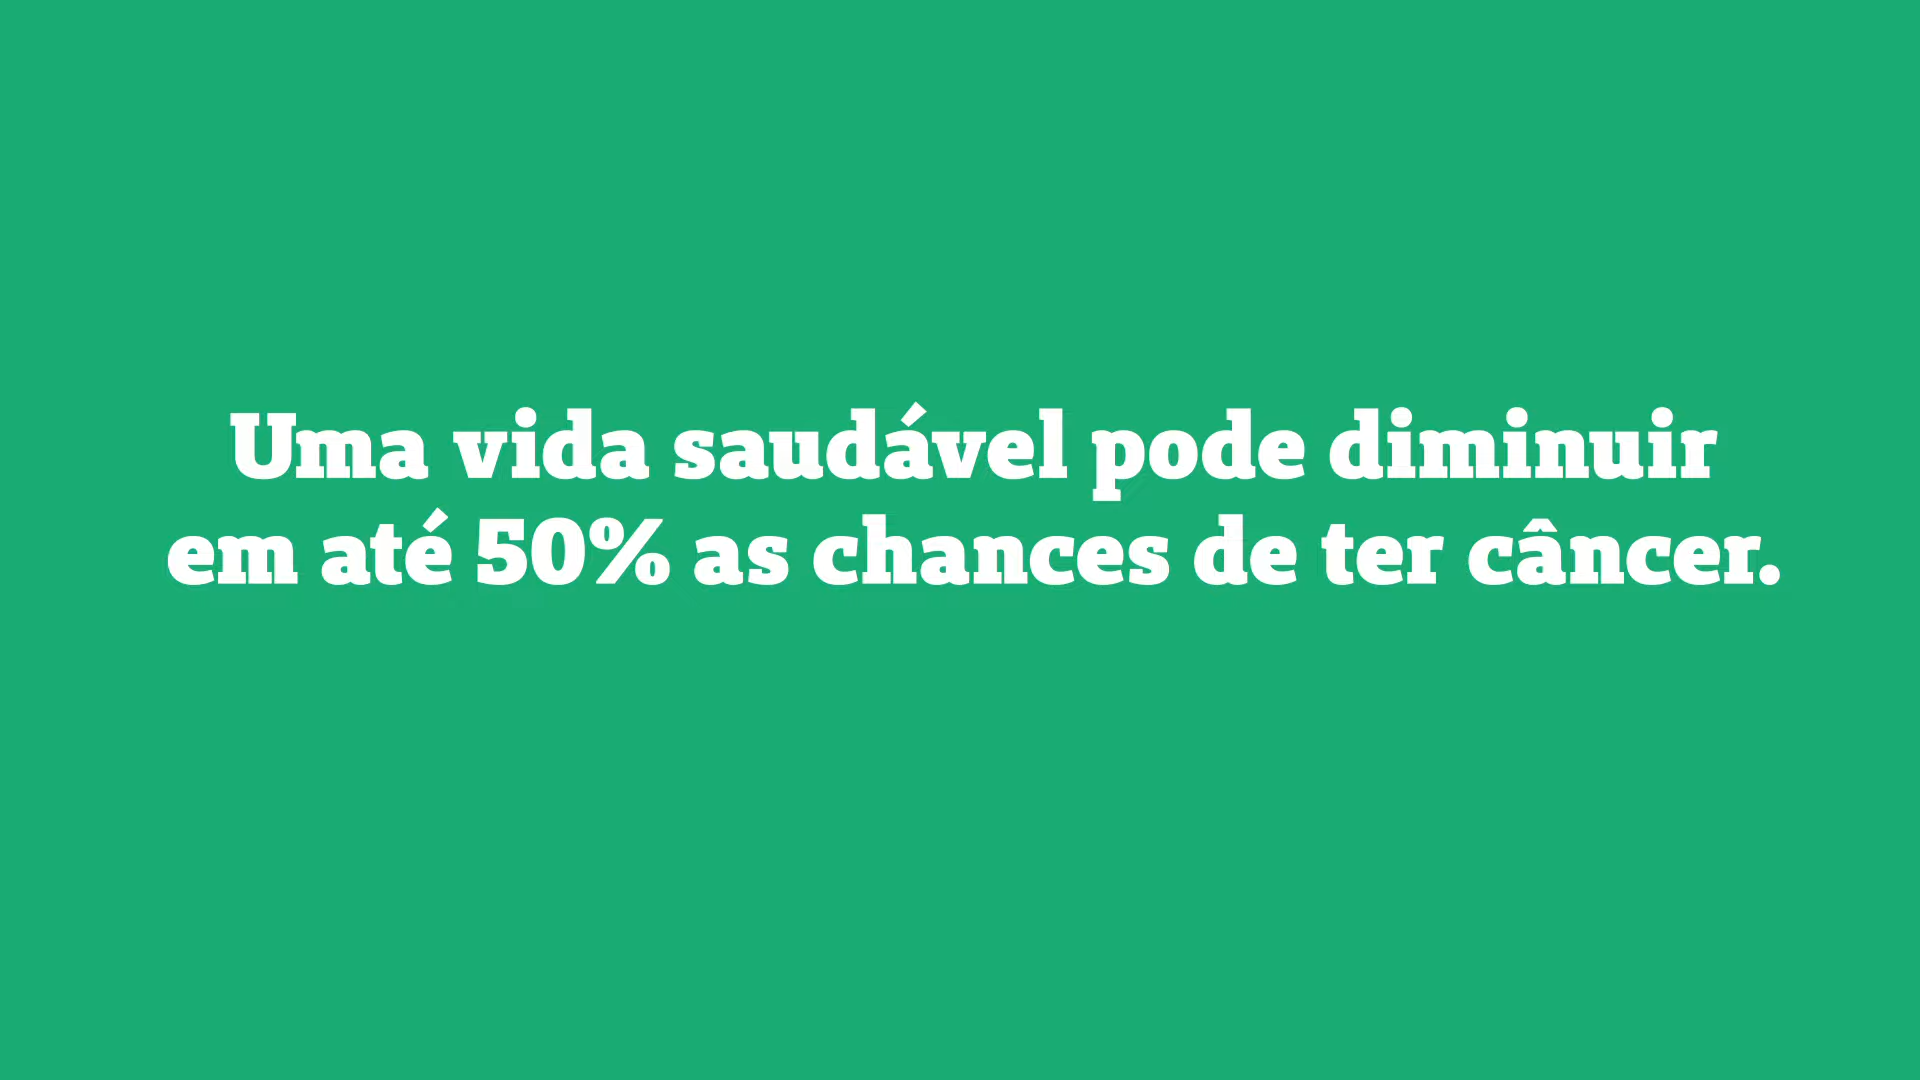 Uma vida saudável pode diminuir
em até 50% as chances de ter câncer.